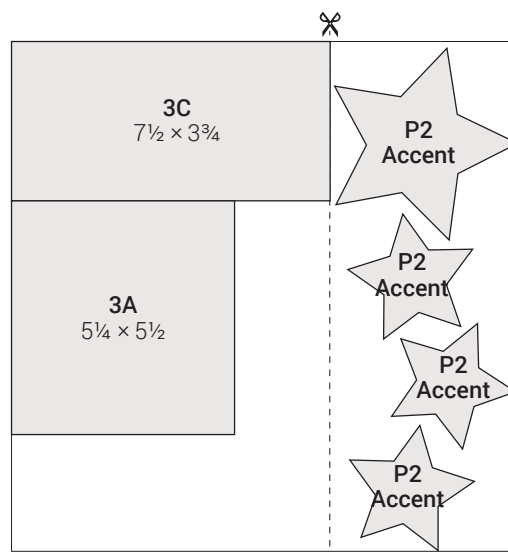 3C
7½ × 3¾
P2
Accent
P2
Accent
3A
5¼ × 5½
P2
Accent
P2
Accent